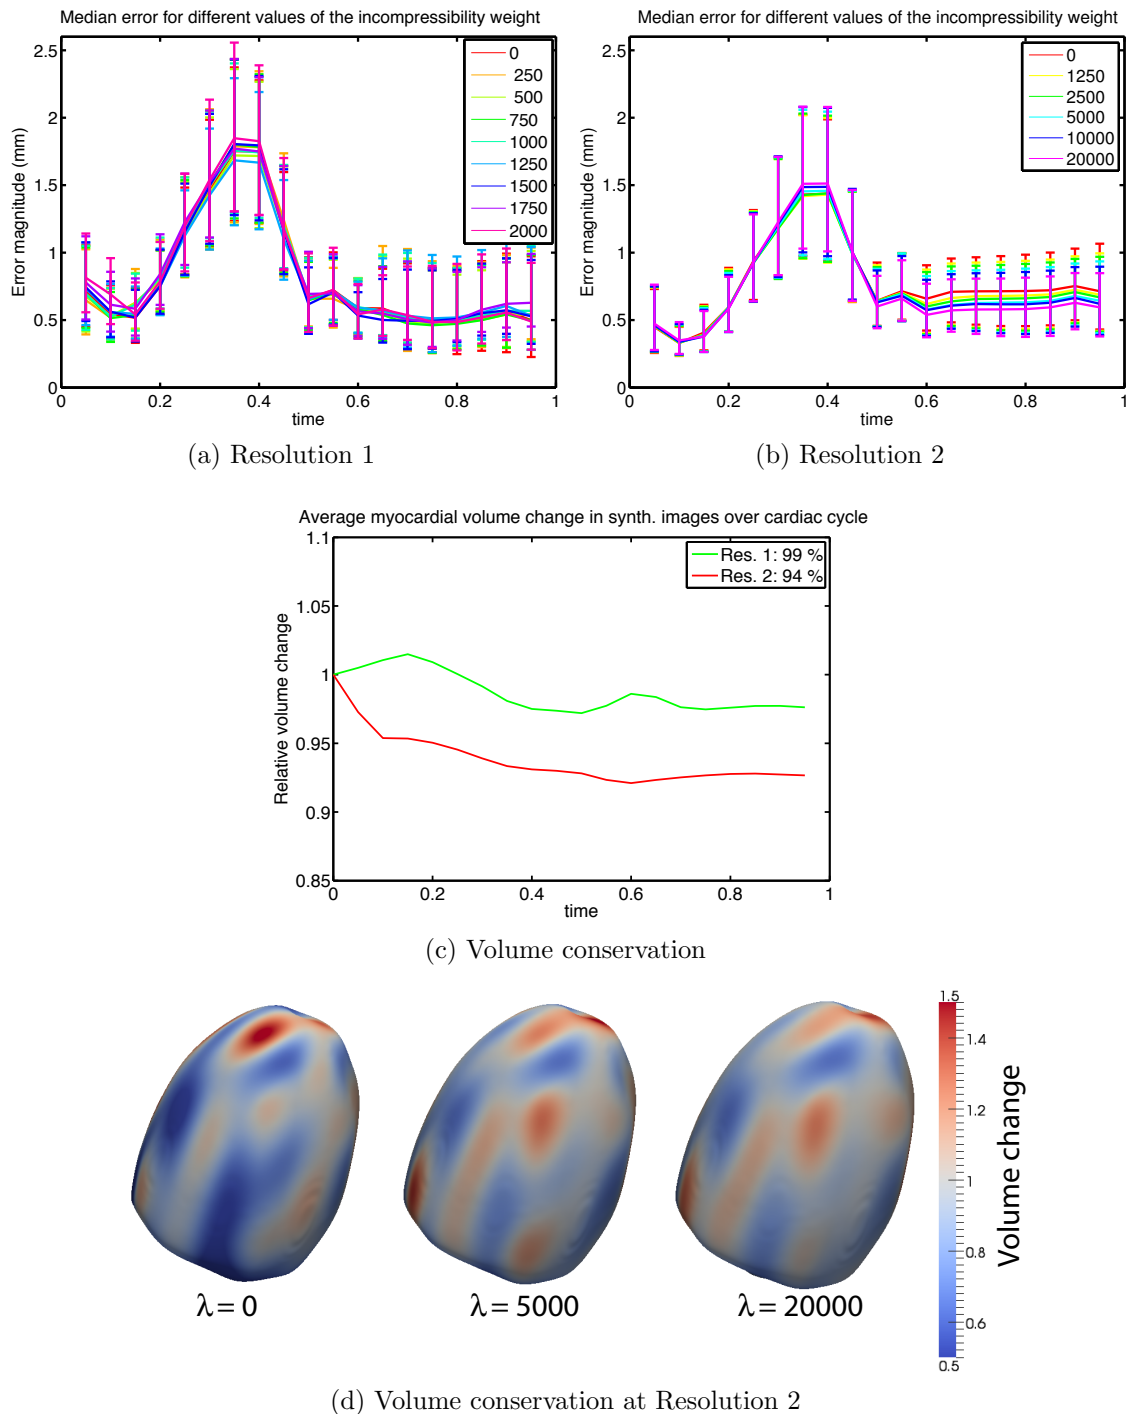 Median error for different values of the incompressibility weight
2.5
2
1.5
1
0.5
0
Error magnitude (mm)
0
250
500
750
1000
1250
1500
1750
2000
0 0.2 0.4 0.6 0.8 1
time
(a) Resolution 1
Median error for different values of the incompressibility weight
2.5
2
1.5
1
0.5
0
Error magnitude (mm)
0
1250
2500
5000
10000
20000
0 0.2 0.4 0.6 0.8 1
time
(b) Resolution 2
Average myocardial volume change in synth. images over cardiac cycle
1.1
1.05
1
0.95
0.9
0.85
Relative volume change
Res. 1: 99 %
Res. 2: 94 %
0 0.2 0.4 0.6 0.8 1
time
(c) Volume conservation
1.5
1.4
1.2
1
0.8
0.6
0.5
Volume change
λ = 0
λ = 5000
λ = 20000
(d) Volume conservation at Resolution 2